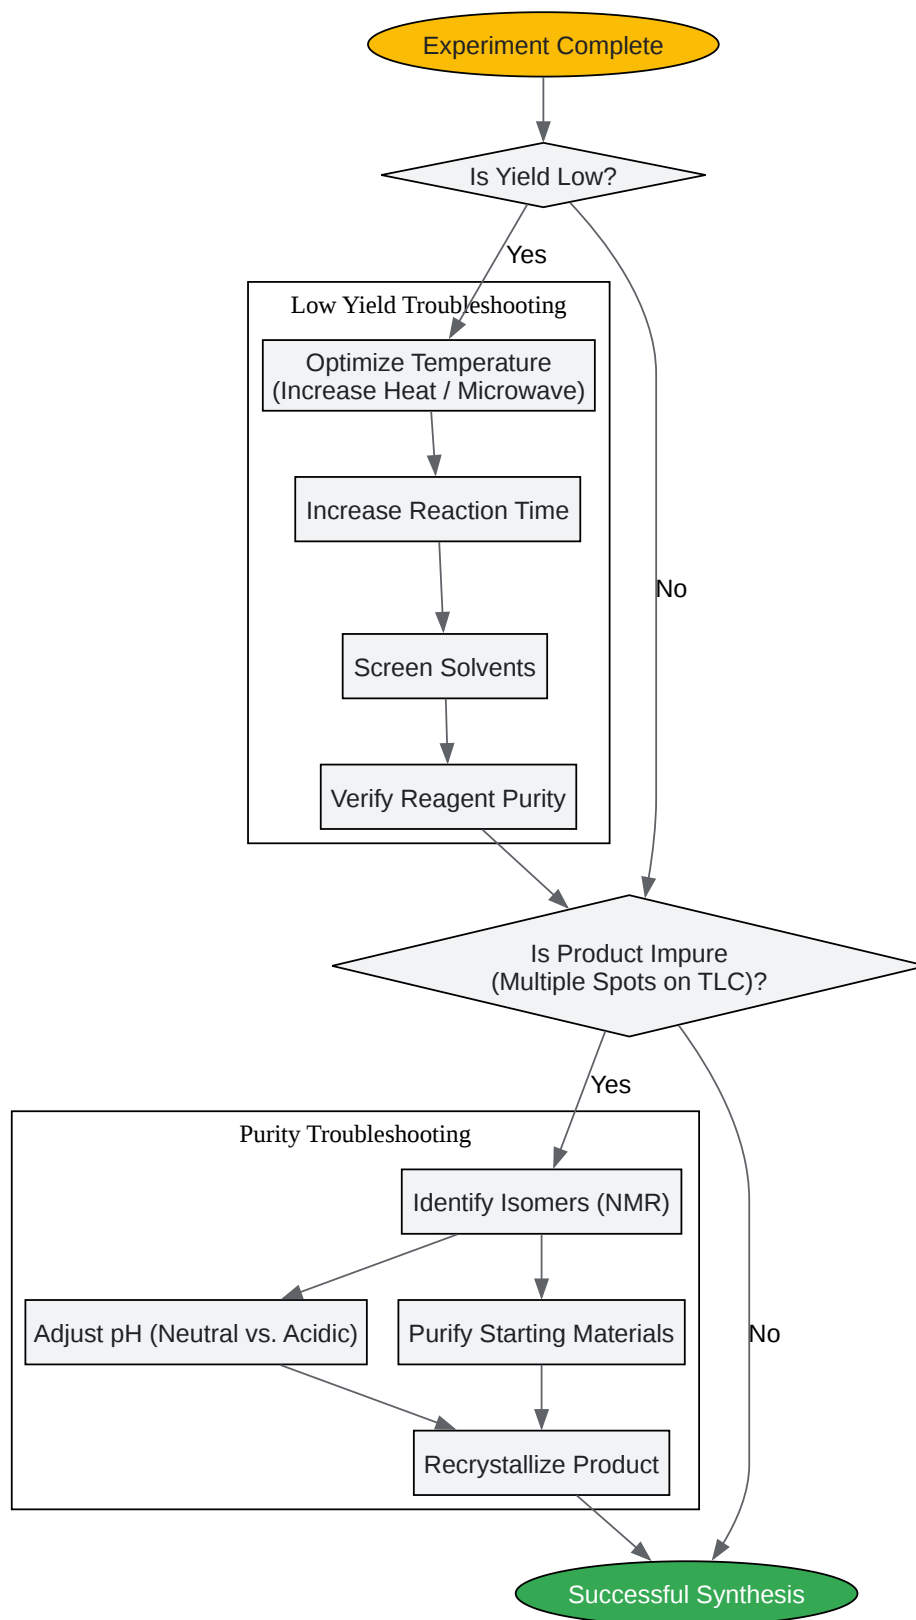 Experiment Complete
Is Yield Low?
Yes
Low Yield Troubleshooting
Optimize Temperature
(Increase Heat / Microwave)
Increase Reaction Time
No
Screen Solvents
Verify Reagent Purity
Is Product Impure
(Multiple Spots on TLC)?
Yes
Purity Troubleshooting
Identify Isomers (NMR)
Adjust pH (Neutral vs. Acidic)
Purify Starting Materials
No
Recrystallize Product
Successful Synthesis